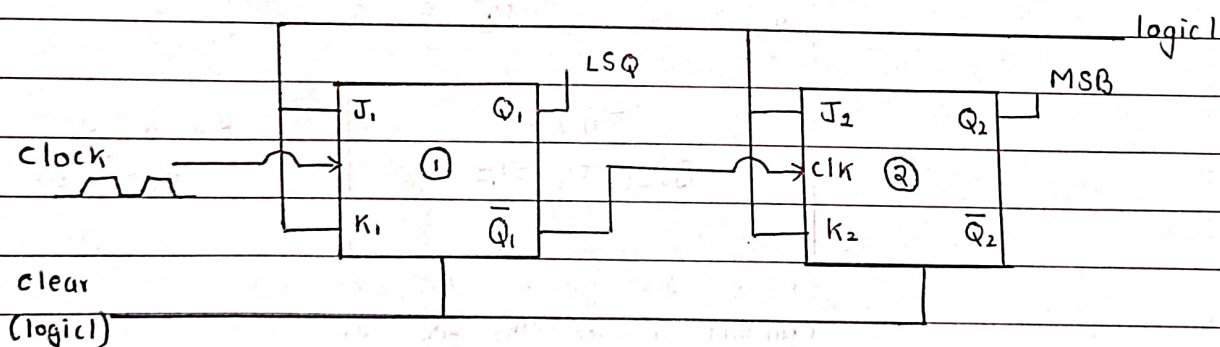 logic1
LSQ
MSB
J₁ Q₁
J₂ Q₂
Clock
①
Clk ②
K₁ Q̅₁
K₂ Q̅₂
clear
(logic1)